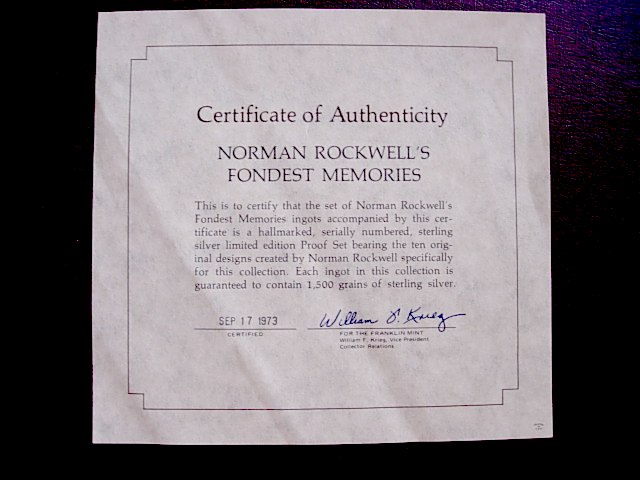 Certificate of Authenticity
NORMAN ROCKWELL'S
FONDEST MEMORIES
This is to certify that the set of Norman Rockwell's
Fondest Memories ingots accompanied by this cer-
tificate is a hallmarked, serially numbered, sterling
silver limited edition Proof Set bearing the ten orig-
inal designs created by Norman Rockwell specifically
for this collection. Each ingot in this collection is
guaranteed to contain 1,500 grains of sterling silver.
SEP 17 1973
William F. Krieg
CERTIFIED
FOR THE FRANKLIN MINT
William F. Krieg, Vice President
Collector Relations